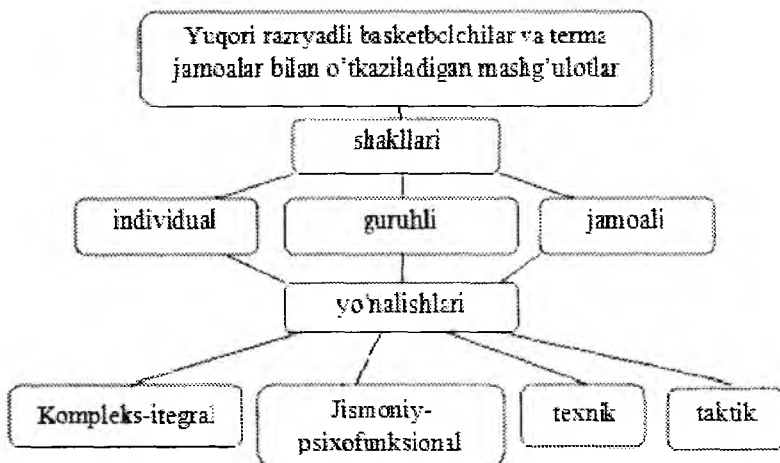 Yuqori razryadli basketbolchilar va terma
jamoalar bilan o'tkaziladigan mashg'ulotlar
shakllari
individual
guruhli
jamoali
yo'nalishlari
Kompleks-itegral
Jismoniy-
psixofunksional
texnik
taktik